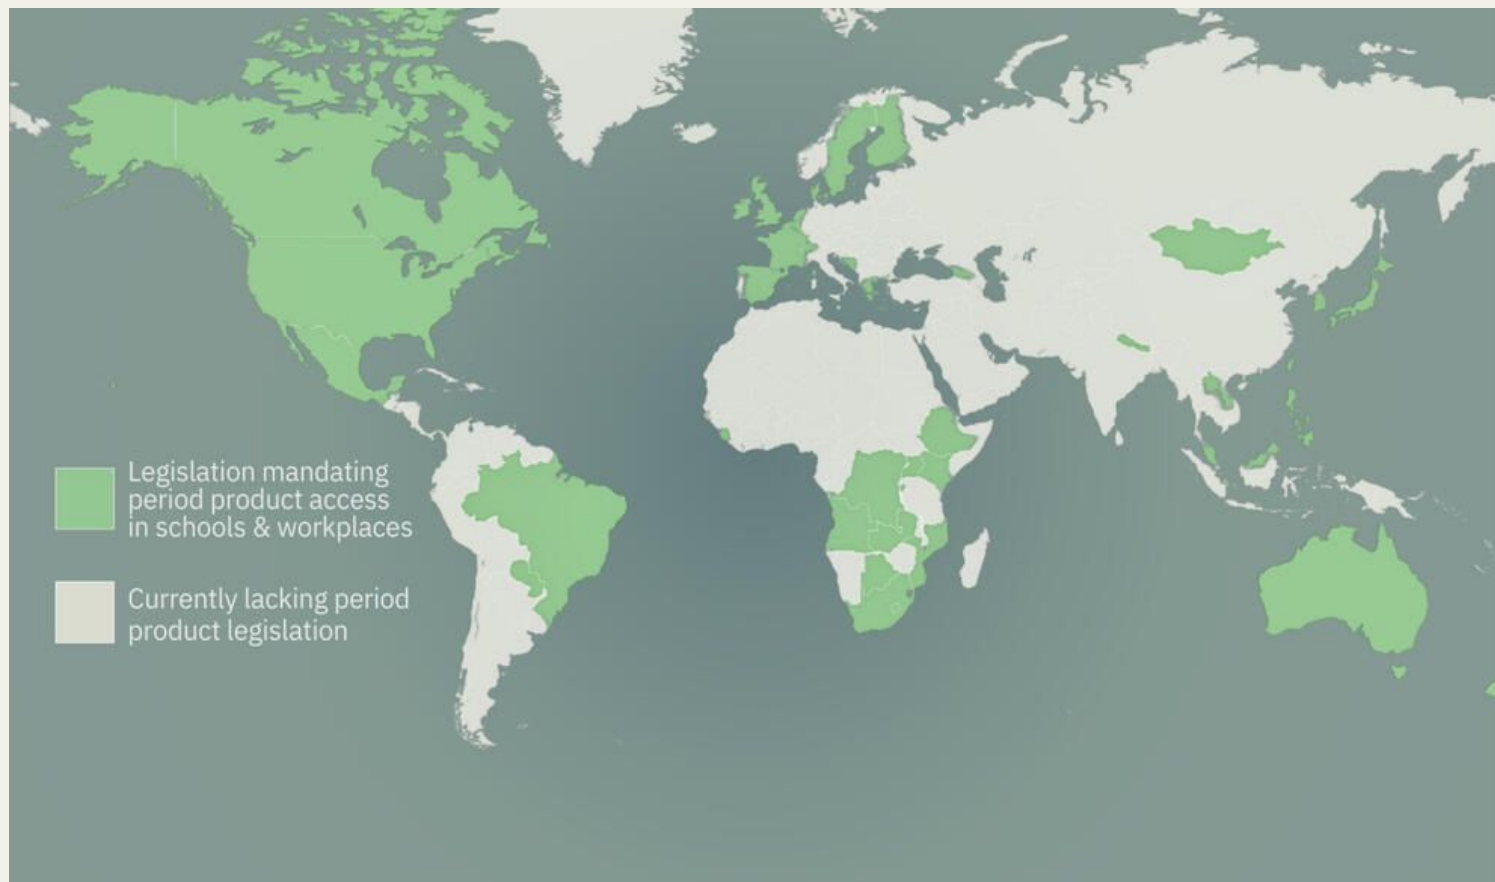 Legislation mandating
period product access
in schools & workplaces
Currently lacking period
product legislation